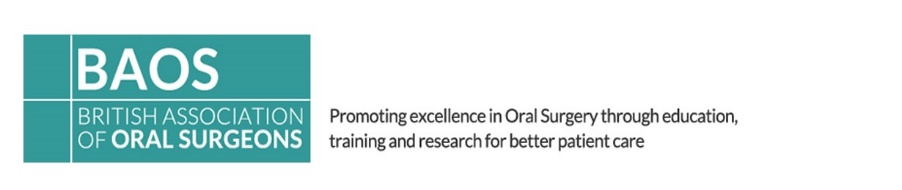 BAOS
BRITISH ASSOCIATION
OF ORAL SURGEONS
Promoting excellence in Oral Surgery through education,
training and research for better patient care